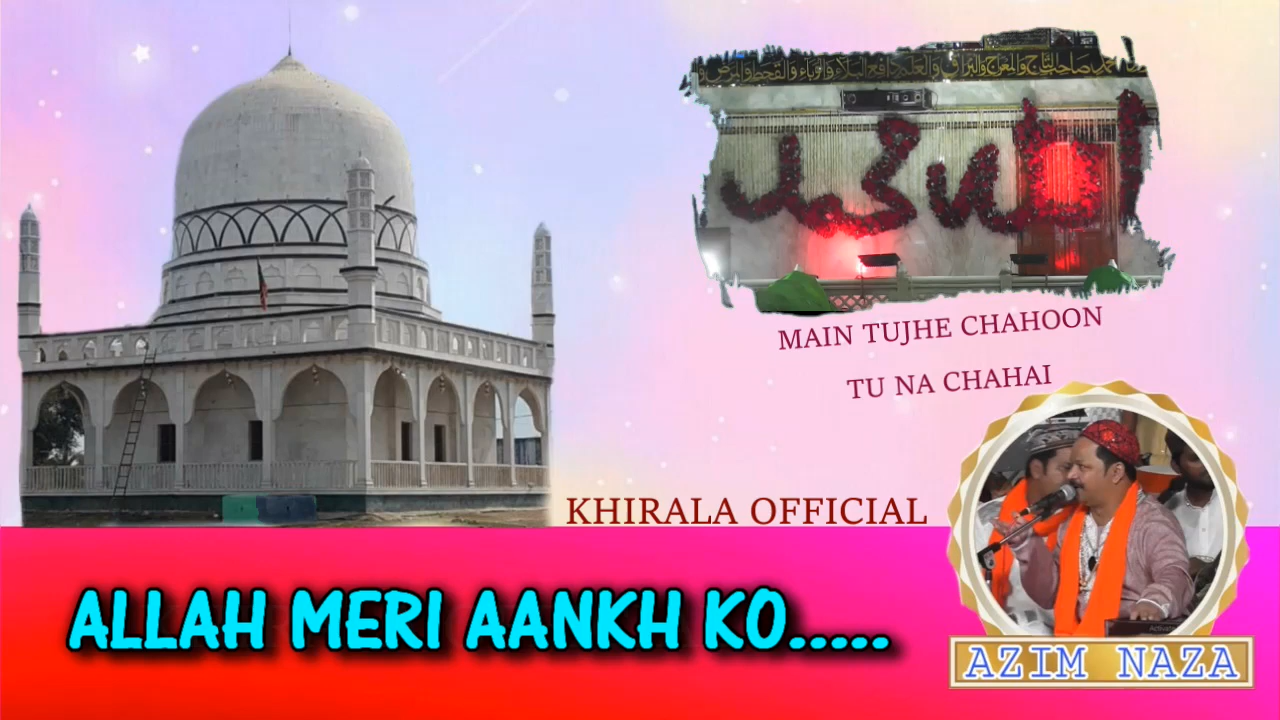 MAIN TUJHE CHAHOON
TU NA CHAHAI
KHIRALA OFFICIAL
ALLAH MERI AANKH KO.....
AZIM NAZA